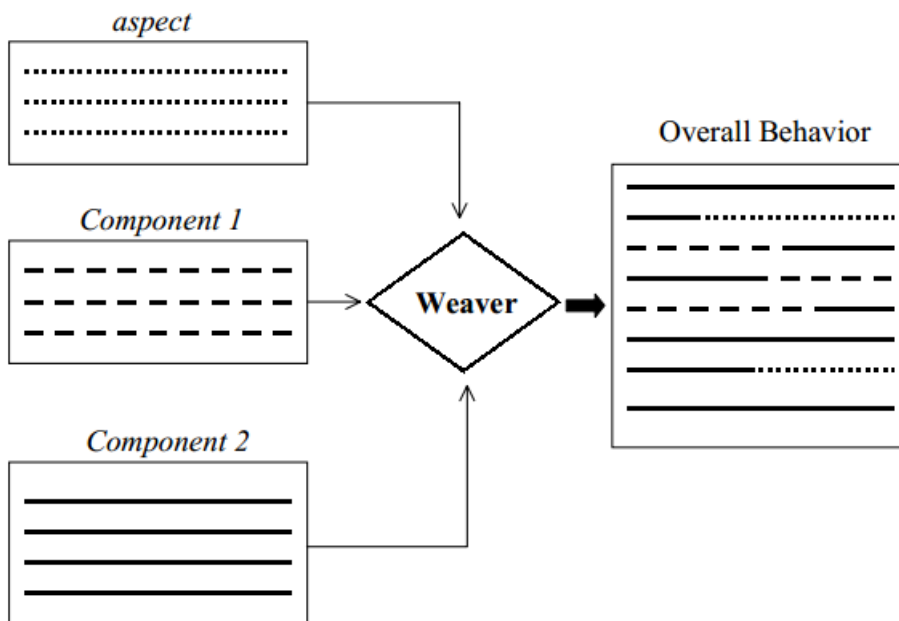 aspect
Component 1
Component 2
Weaver
Overall Behavior